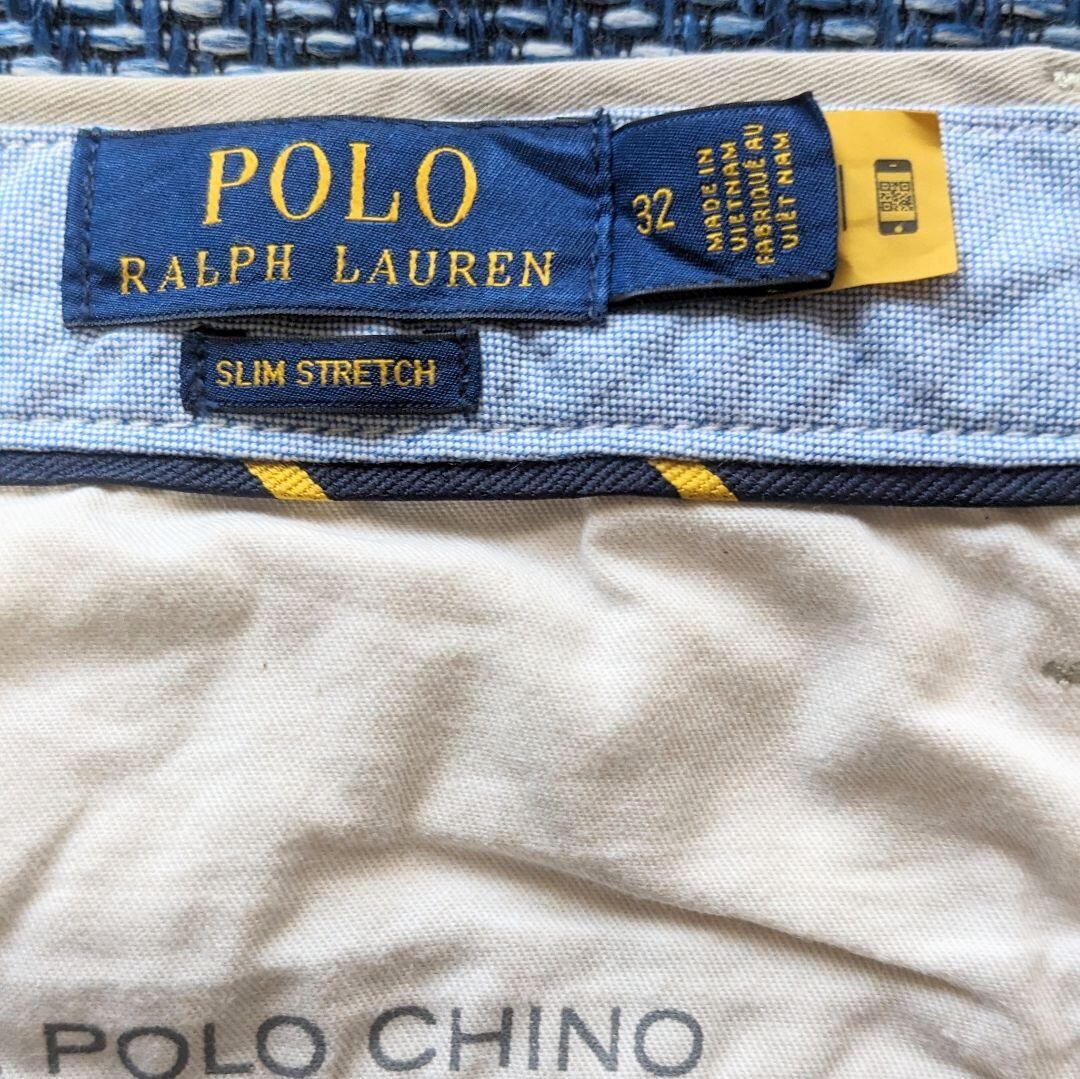 POLO
RALPH LAUREN
32
MADE IN
VIETNAM
FABRIQUÉ AU
VIÊT NAM
SLIM STRETCH
POLO CHINO